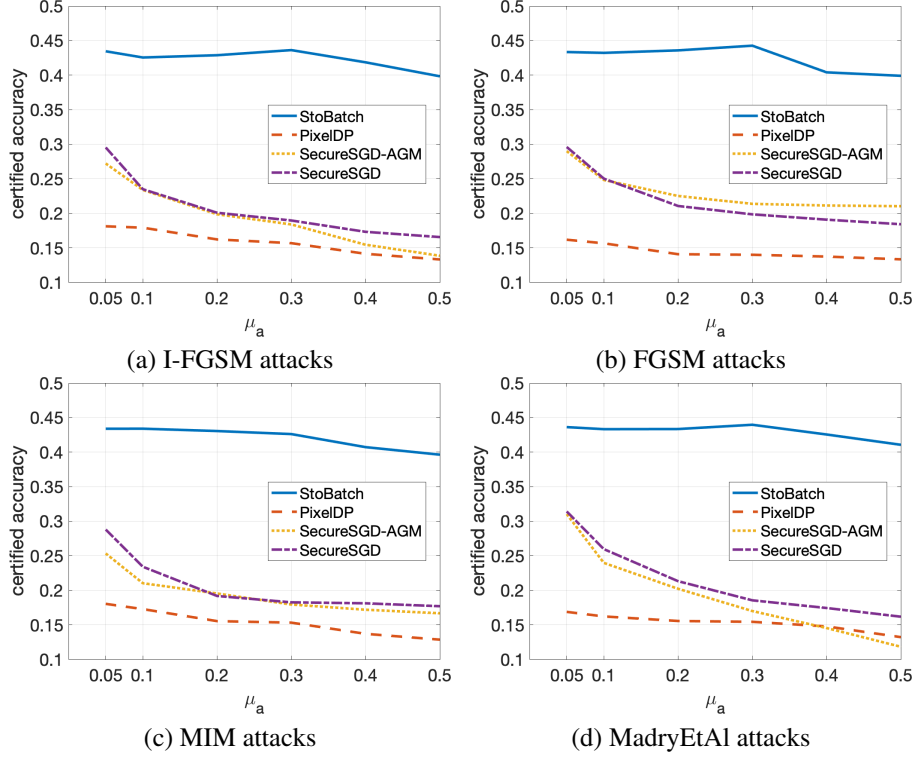 0.5
0.45
0.4
0.35
0.3
0.25
0.2
0.15
0.1
certified accuracy
StoBatch
PixelDP
SecureSGD-AGM
SecureSGD
0.05 0.1 0.2 0.3 0.4 0.5
μa
(a) I-FGSM attacks
0.5
0.45
0.4
0.35
0.3
0.25
0.2
0.15
0.1
certified accuracy
StoBatch
PixelDP
SecureSGD-AGM
SecureSGD
0.05 0.1 0.2 0.3 0.4 0.5
μa
(b) FGSM attacks
0.5
0.45
0.4
0.35
0.3
0.25
0.2
0.15
0.1
certified accuracy
StoBatch
PixelDP
SecureSGD-AGM
SecureSGD
0.05 0.1 0.2 0.3 0.4 0.5
μa
(c) MIM attacks
0.5
0.45
0.4
0.35
0.3
0.25
0.2
0.15
0.1
certified accuracy
StoBatch
PixelDP
SecureSGD-AGM
SecureSGD
0.05 0.1 0.2 0.3 0.4 0.5
μa
(d) MadryEtAl attacks